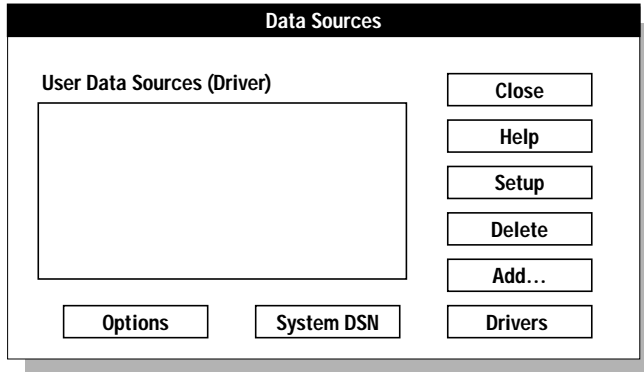 Data Sources
User Data Sources (Driver)
Close
Help
Setup
Delete
Add...
Options
System DSN
Drivers